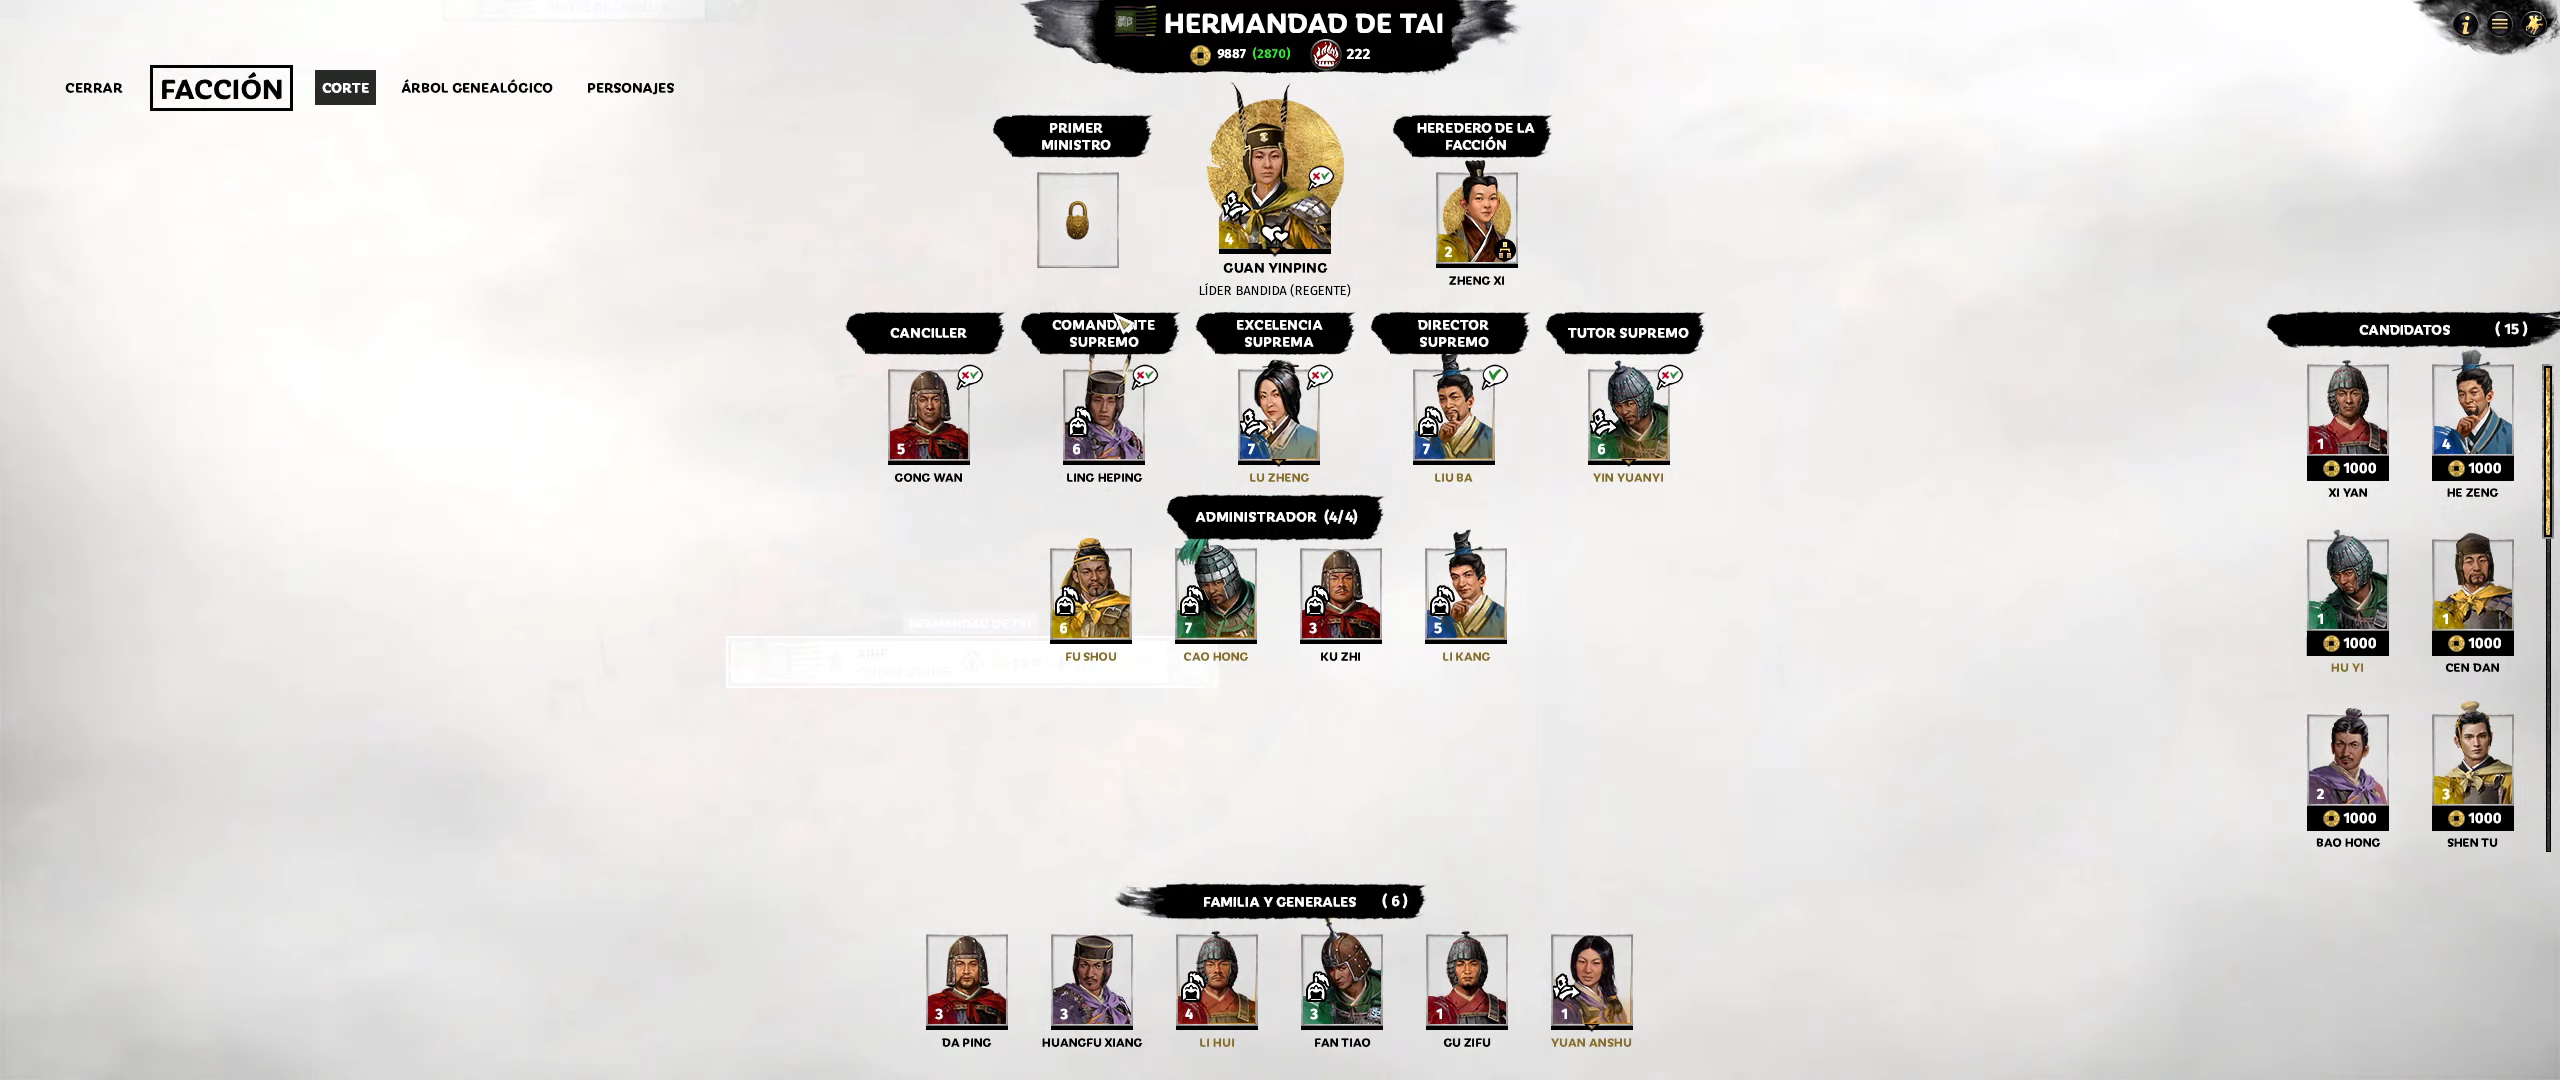 HERMANDAD DE TAI
9887 (2870) 222
CERRAR FACCIÓN CORTE ÁRBOL GENEALÓGICO PERSONAJES
PRIMER
MINISTRO
HEREDERO DE LA
FACCIÓN
4
2
GUAN YINPING
LÍDER BANDIDA (REGENTE)
ZHENG XI
CANCILLER
COMANDANTE
SUPREMO
EXCELENCIA
SUPREMA
DIRECTOR
SUPREMO
TUTOR SUPREMO
5 6 7 7 6
GONG WAN LING HEPING LU ZHENG LIU BA YIN YUANYI
ADMINISTRADOR (4/4)
6 7 3 5
FU SHOU CAO HONG KU ZHI LI KANG
HERMANDAD DE TAI
CANDIDATOS (15)
1 4
1000 1000
XI YAN HE ZENG
1 1
1000 1000
HU YI CEN DAN
2 3
1000 1000
BAO HONG SHEN TU
FAMILIA Y GENERALES (6)
3 3 4 3 1 1
DA PING HUANGFU XIANG LI HUI FAN TIAO GU ZIFU YUAN ANSHU